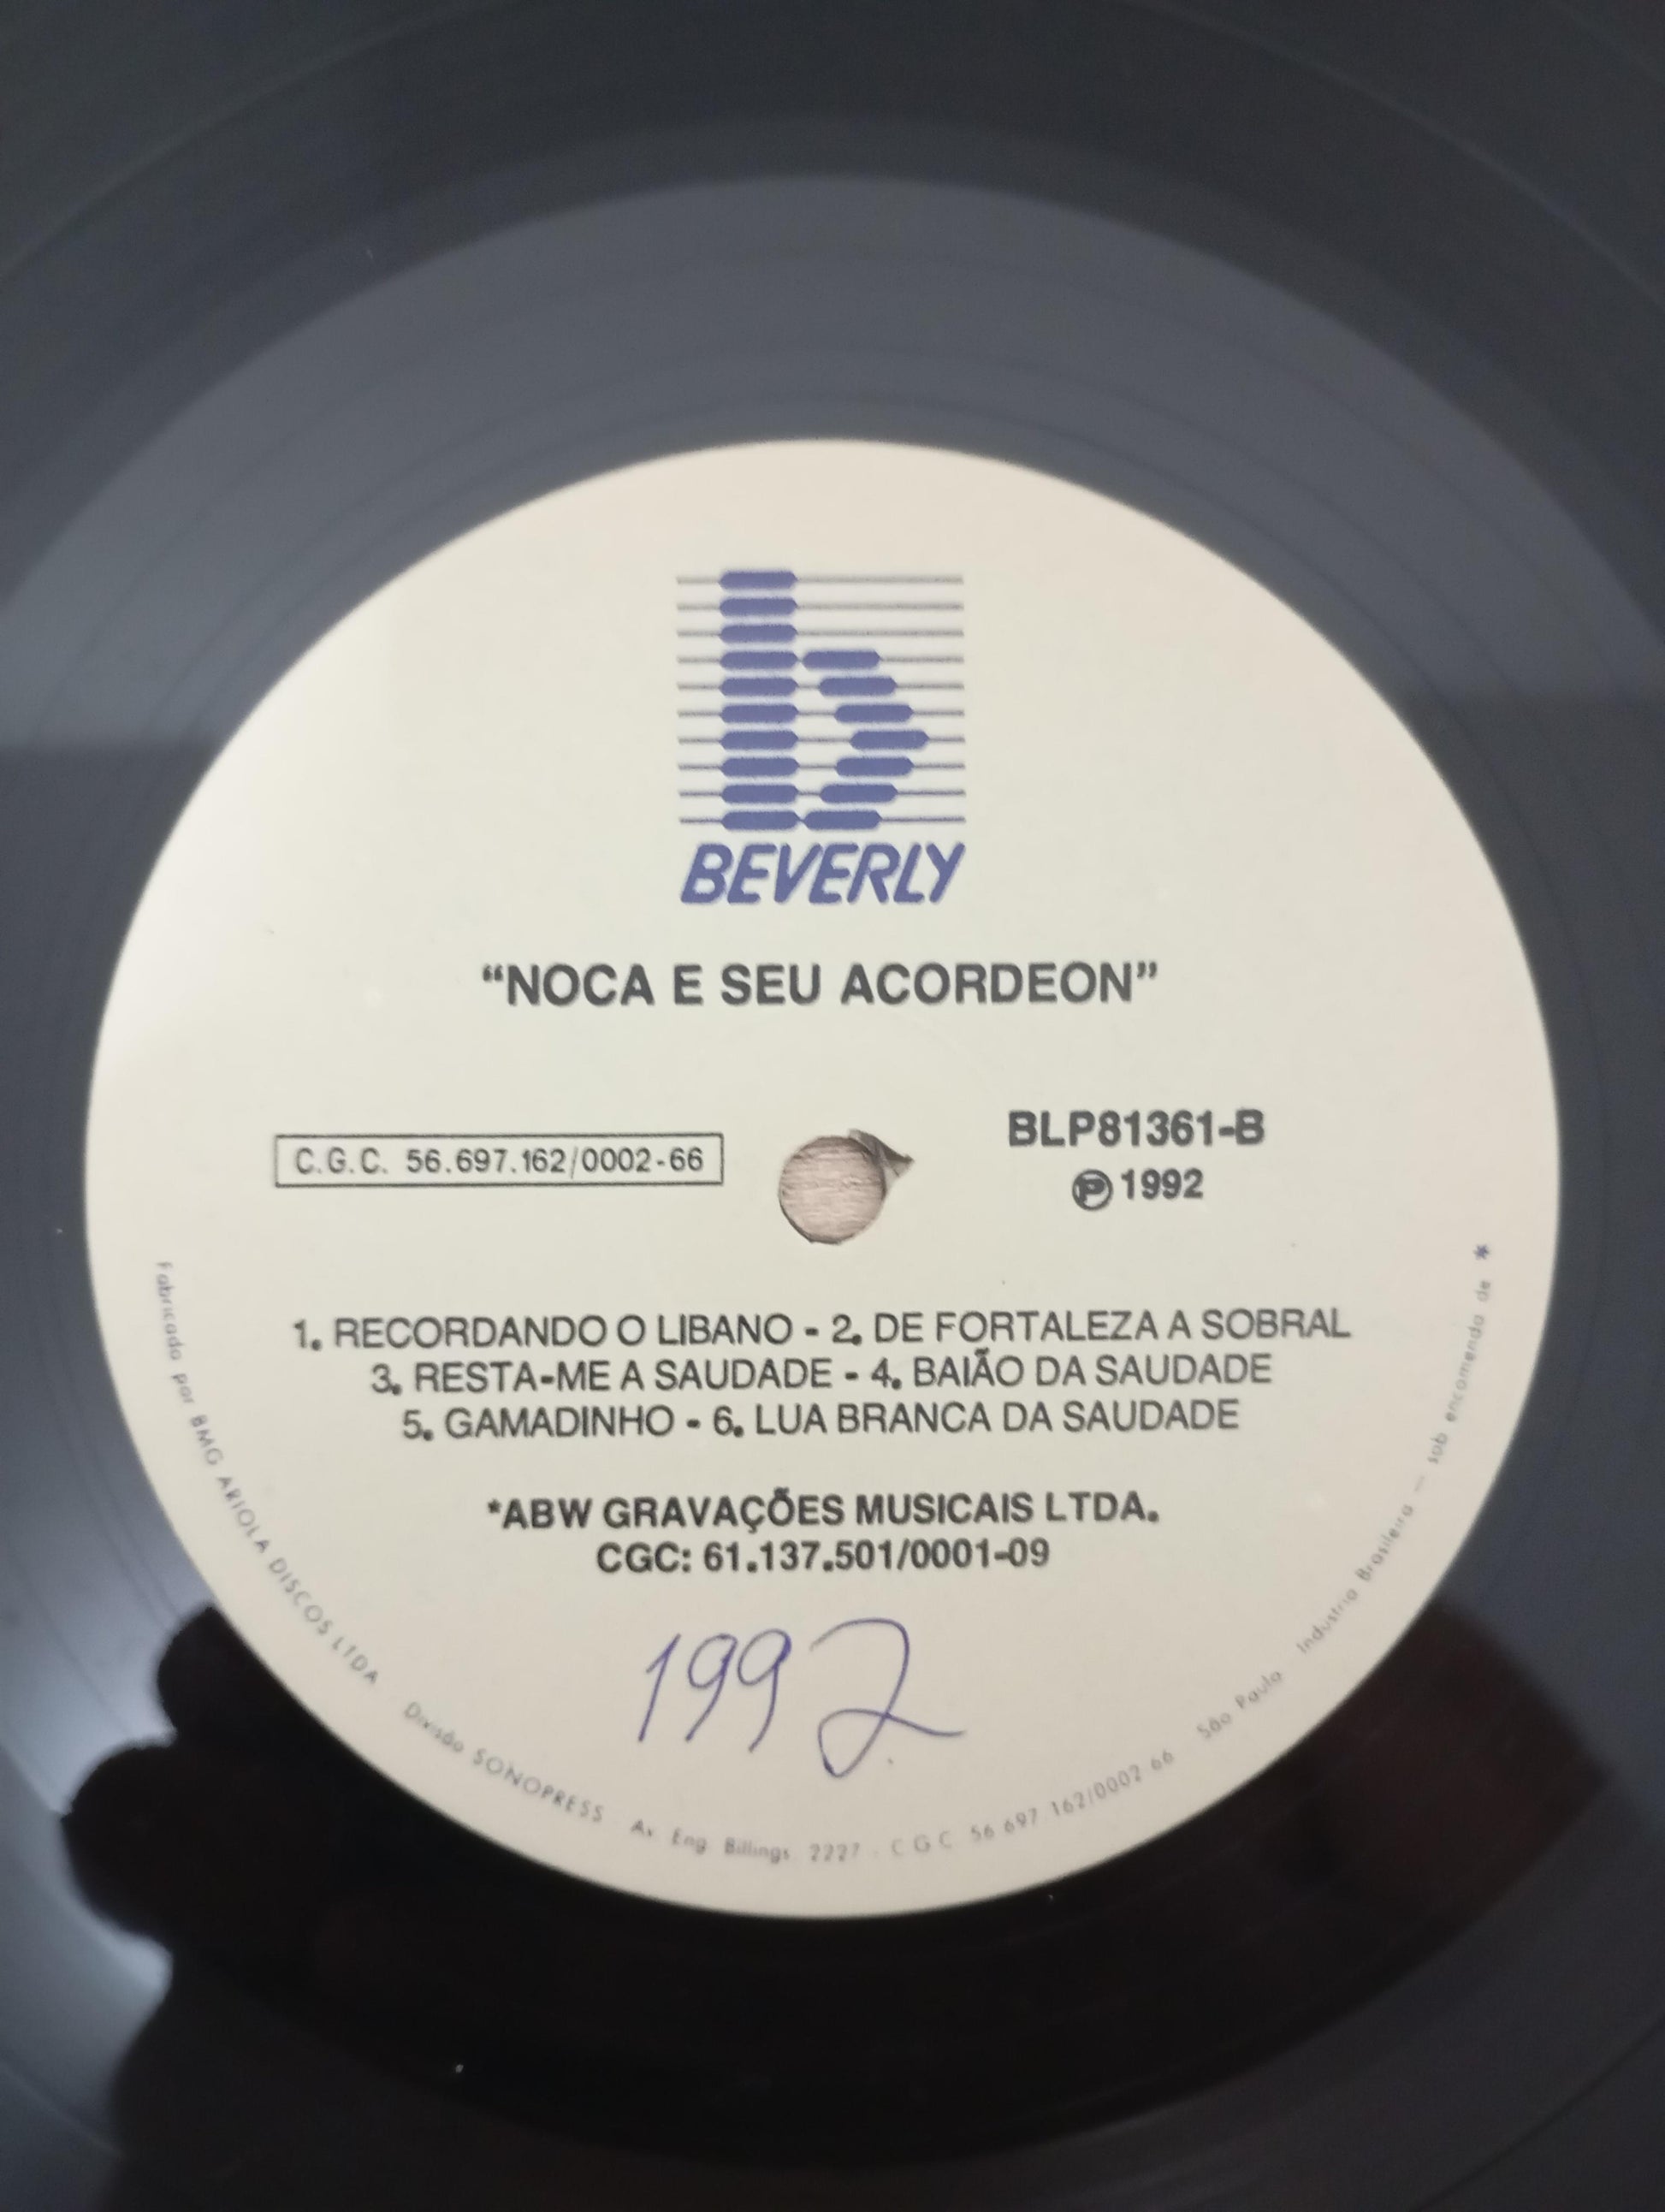 BEVERLY
“NOCA E SEU ACORDEON”
C.G.C. 56.697.162/0002-66
BLP81361-B
Ⓟ 1992
1. RECORDANDO O LIBANO - 2. DE FORTALEZA A SOBRAL
3. RESTA-ME A SAUDADE - 4. BAIÃO DA SAUDADE
5. GAMADINHO - 6. LUA BRANCA DA SAUDADE
*ABW GRAVAÇÕES MUSICAIS LTDA.
CGC: 61.137.501/0001-09
1992
Fabricado por BMG ARIOLA DISCOS LTDA Divisão SONOPRESS Av. Eng. Billings 2227 . C G C 56 697 162/0002 66 São Paulo Industria Brasileira — sob encomenda de *